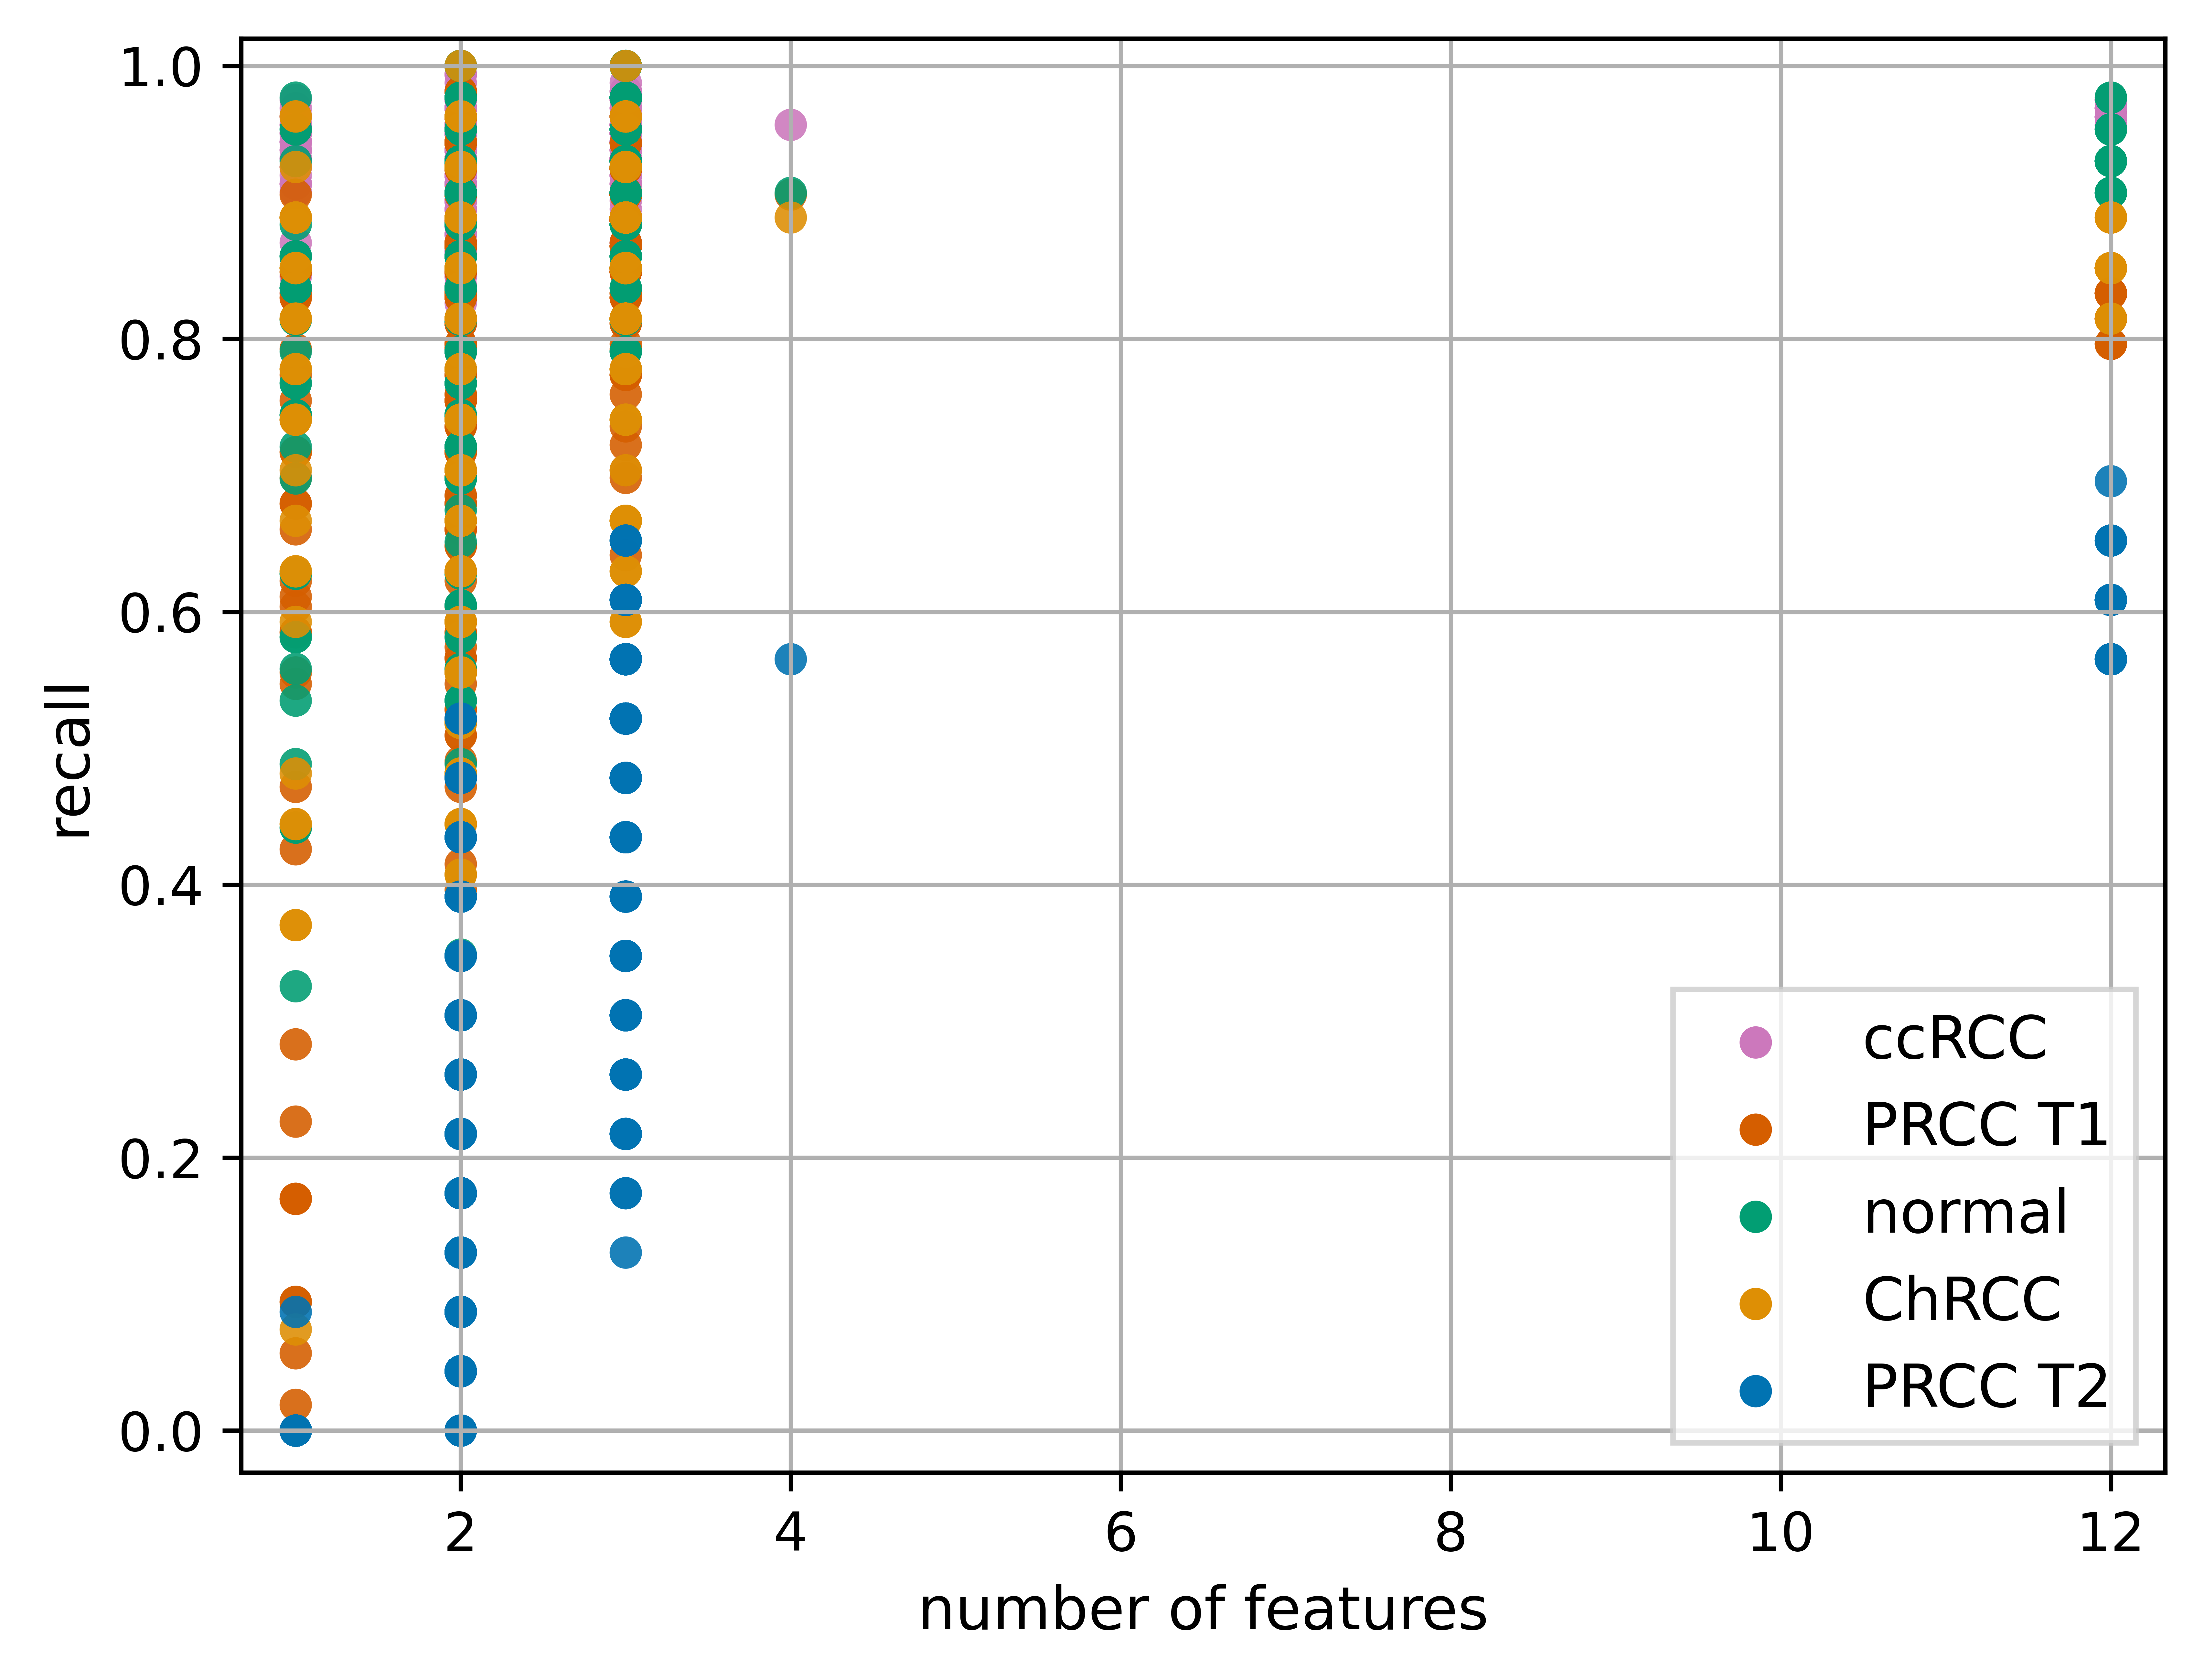 1.0
0.8
0.6
0.4
0.2
0.0
recall
2 4 6 8 10 12
number of features
ccRCC
PRCC T1
normal
ChRCC
PRCC T2